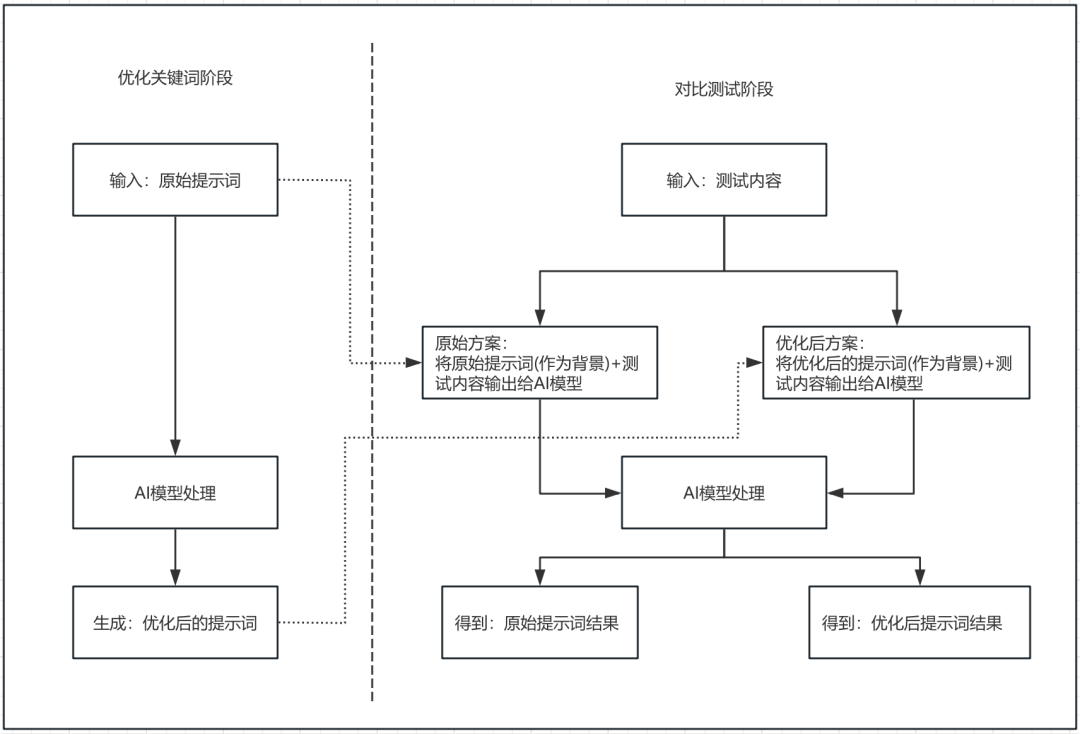 优化关键词阶段
对比测试阶段
输入：原始提示词
输入：测试内容
原始方案：
将原始提示词(作为背景)+测
试内容输出给AI模型
优化后方案：
将优化后的提示词(作为背景)+测
试内容输出给AI模型
AI模型处理
AI模型处理
生成：优化后的提示词
得到：原始提示词结果
得到：优化后提示词结果